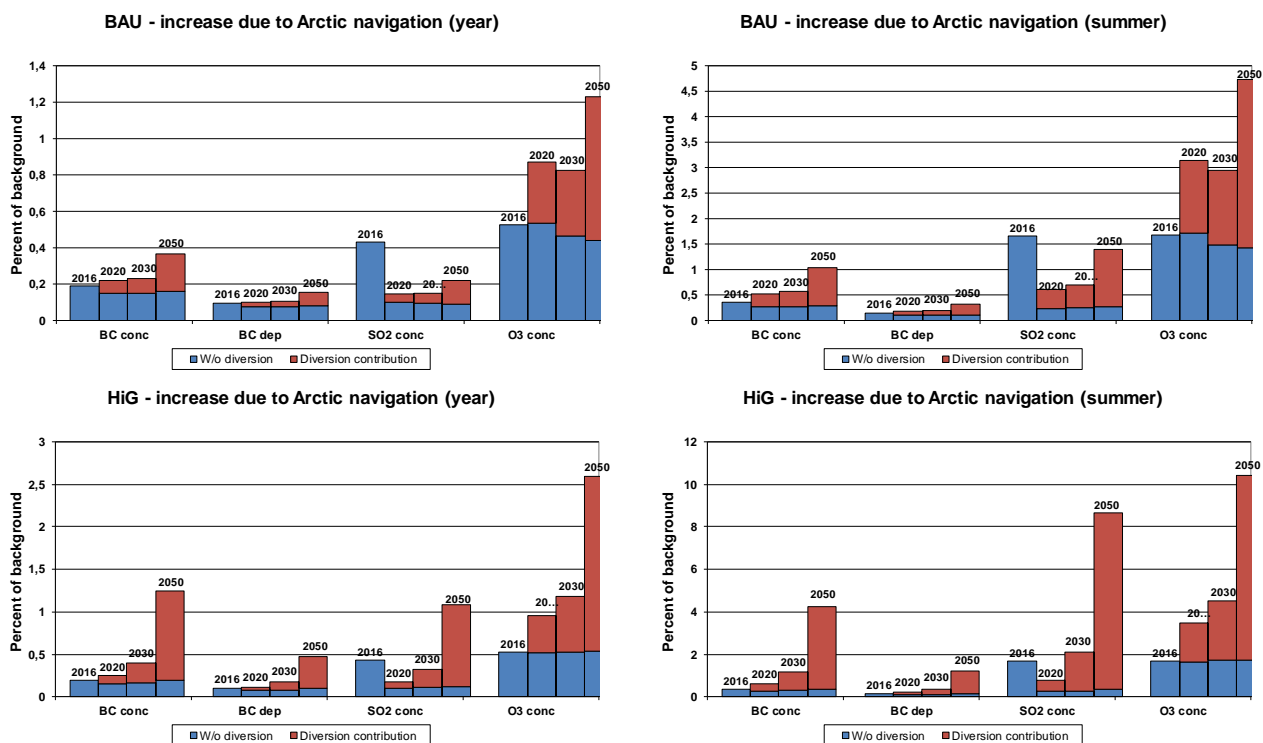 BAU - increase due to Arctic navigation (year)
Percent of background
1,4
1,2
1
0,8
0,6
0,4
0,2
0
2016 2020 2030 2050
2016 2020 2030 2050
2016 2020 20... 2050
2016 2020 2030 2050
BC conc BC dep SO2 conc O3 conc
W/o diversion Diversion contribution
BAU - increase due to Arctic navigation (summer)
Percent of background
5
4,5
4
3,5
3
2,5
2
1,5
1
0,5
0
2016 2020 2030 2050
2016 2020 2030 2050
2016 2020 20... 2050
2016 2020 2030 2050
BC conc BC dep SO2 conc O3 conc
W/o diversion Diversion contribution
HiG - increase due to Arctic navigation (year)
Percent of background
3
2,5
2
1,5
1
0,5
0
2016 2020 2030 2050
2016 2020 2030 2050
2016 2020 2030 2050
2016 20... 2030 2050
BC conc BC dep SO2 conc O3 conc
W/o diversion Diversion contribution
HiG - increase due to Arctic navigation (summer)
Percent of background
12
10
8
6
4
2
0
2016 2020 2030 2050
2016 2020 2030 2050
2016 2020 2030 2050
2016 20... 2030 2050
BC conc BC dep SO2 conc O3 conc
W/o diversion Diversion contribution